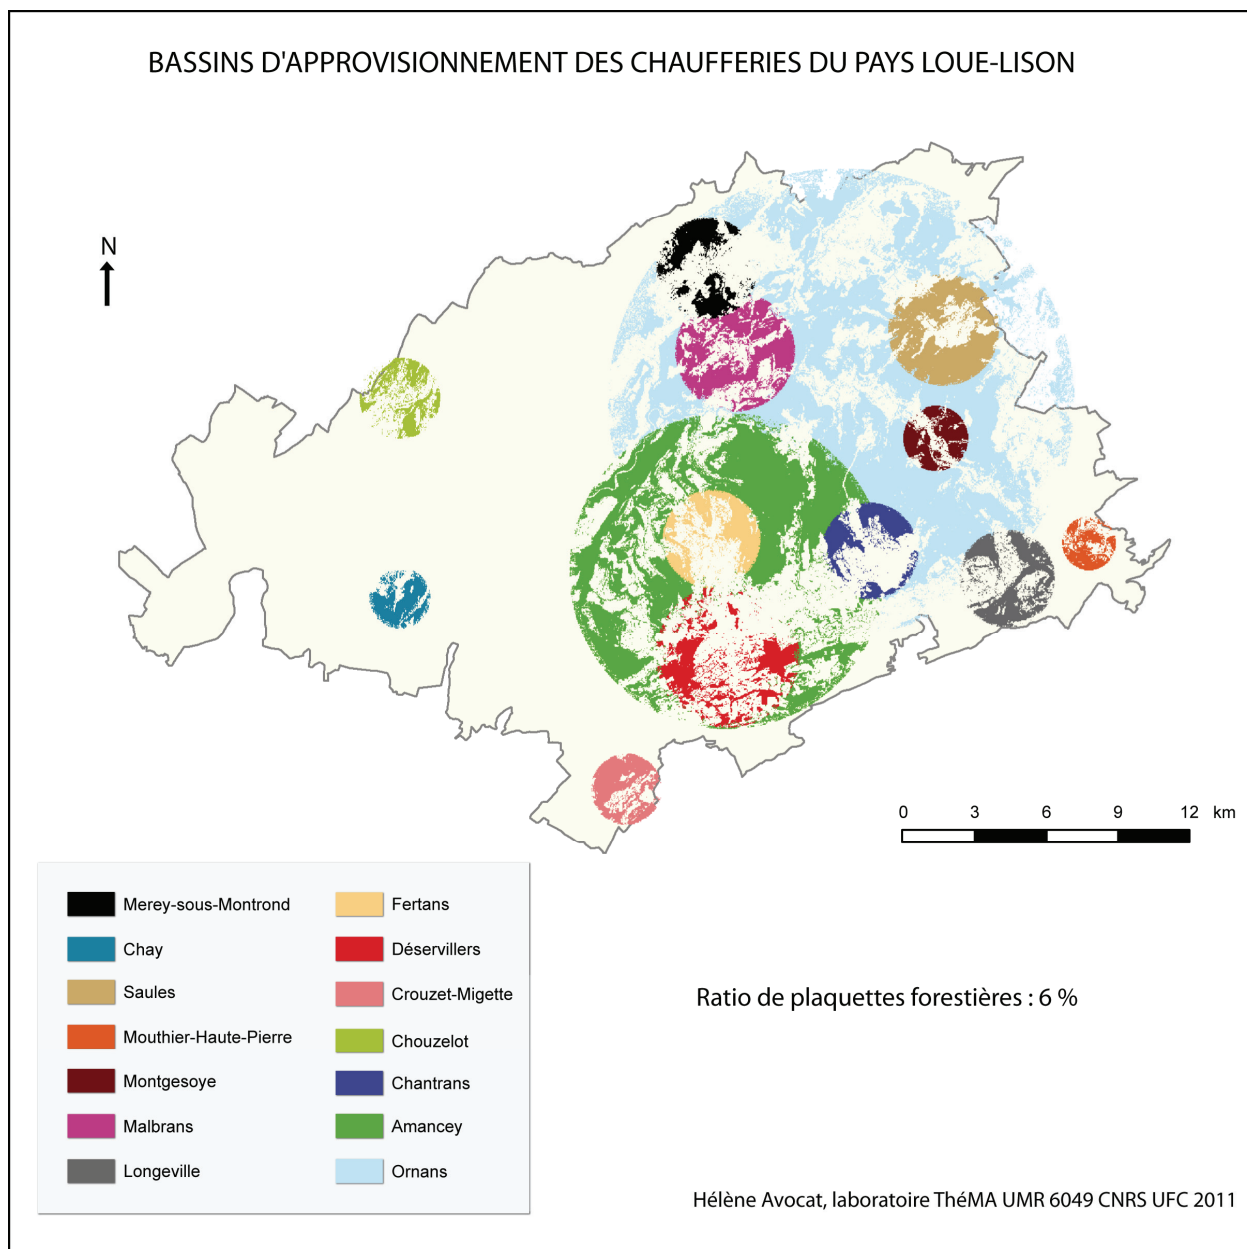 BASSINS D'APPROVISIONNEMENT DES CHAUFFERIES DU PAYS LOUE-LISON
N
0 3 6 9 12 km
Merey-sous-Montrond
Chay
Saules
Mouthier-Haute-Pierre
Montgesoye
Malbrans
Longeville
Fertans
Déservillers
Crouzet-Migette
Chouzelot
Chantrans
Amancey
Ornans
Ratio de plaquettes forestières : 6 %
Hélène Avocat, laboratoire ThéMA UMR 6049 CNRS UFC 2011